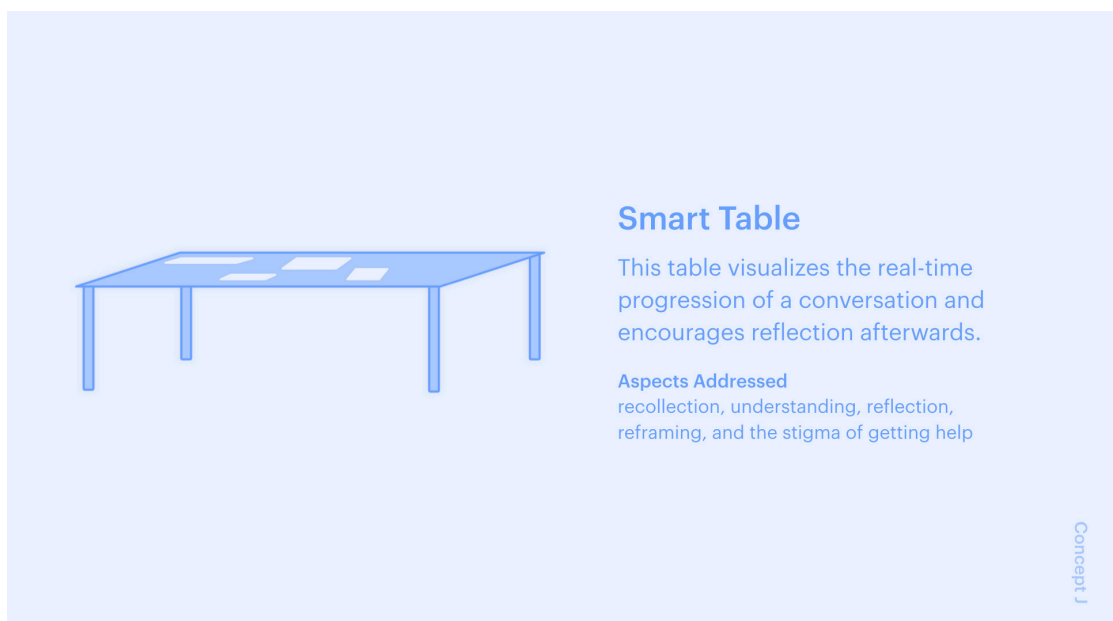 Smart Table
This table visualizes the real-time
progression of a conversation and
encourages reflection afterwards.
Aspects Addressed
recollection, understanding, reflection,
reframing, and the stigma of getting help
Concept J